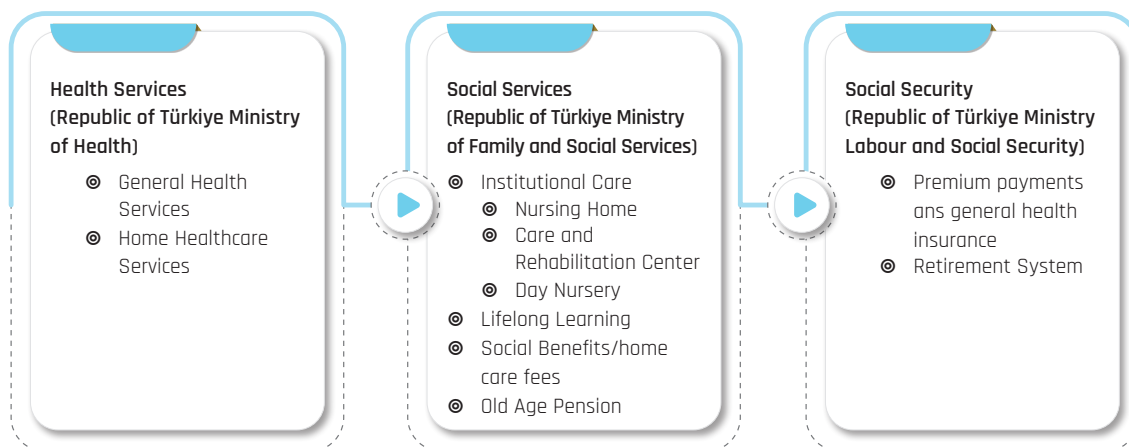 Health Services
(Republic of Türkiye Ministry
of Health)
General Health
Services
Home Healthcare
Services
Social Services
(Republic of Türkiye Ministry
of Family and Social Services)
Institutional Care
Nursing Home
Care and
Rehabilitation Center
Day Nursery
Lifelong Learning
Social Benefits/home
care fees
Old Age Pension
Social Security
(Republic of Türkiye Ministry
Labour and Social Security)
Premium payments
ans general health
insurance
Retirement System